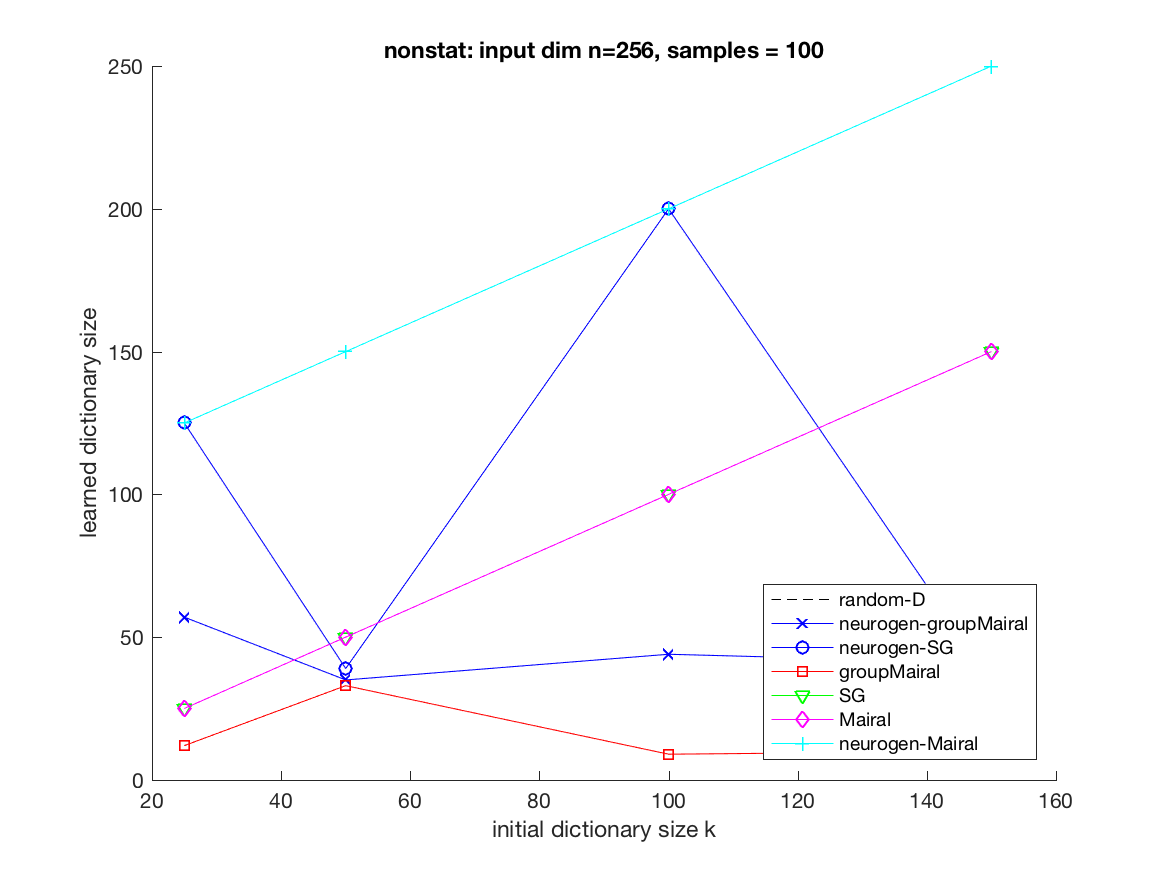 nonstat: input dim n=256, samples = 100
250
200
150
100
50
0
learned dictionary size
20 40 60 80 100 120 140 160
initial dictionary size k
random-D
neurogen-groupMairal
neurogen-SG
groupMairal
SG
Mairal
neurogen-Mairal